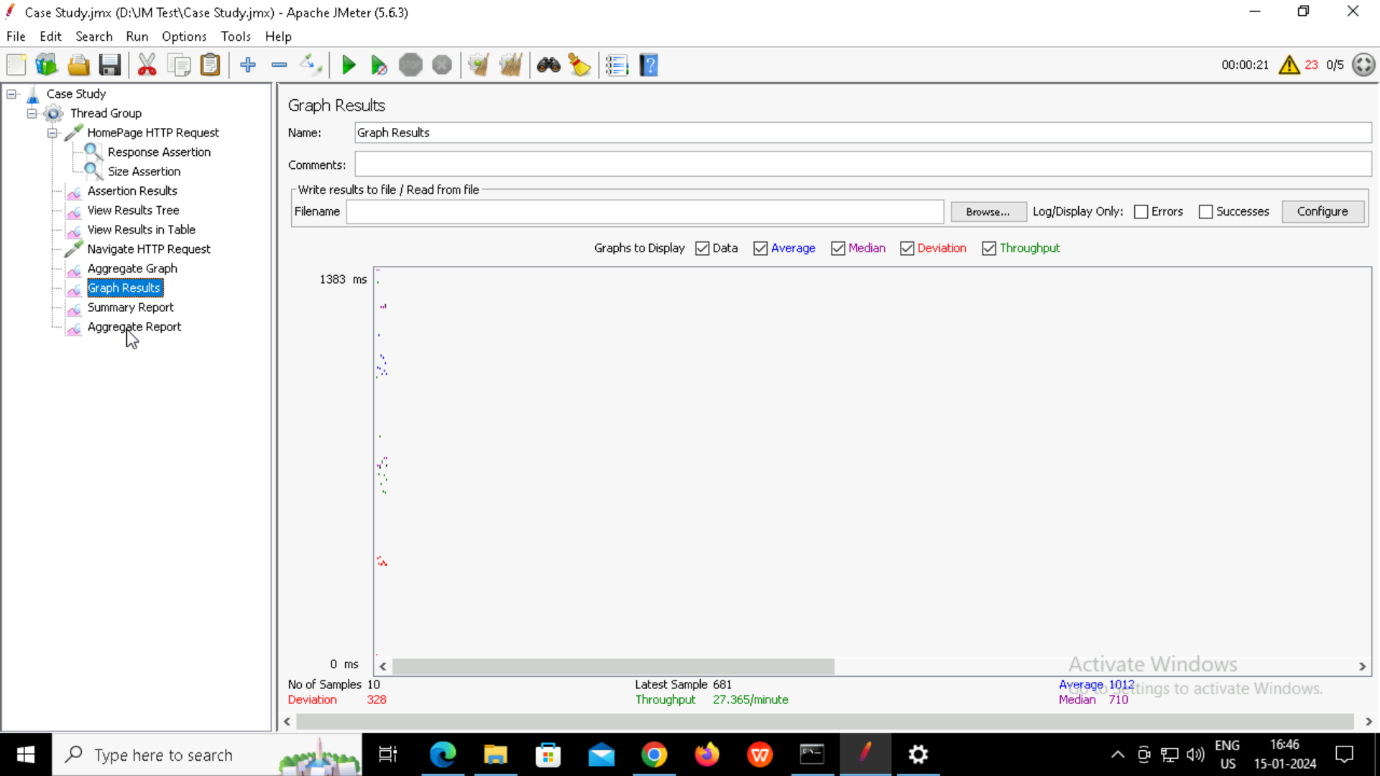 Case Study.jmx (D:\JM Test\Case Study.jmx) - Apache JMeter (5.6.3)
File Edit Search Run Options Tools Help
00:00:21 23 0/5
Case Study
Thread Group
HomePage HTTP Request
Response Assertion
Size Assertion
Assertion Results
View Results Tree
View Results in Table
Navigate HTTP Request
Aggregate Graph
Graph Results
Summary Report
Aggregate Report
Graph Results
Name: Graph Results
Comments:
Write results to file / Read from file
Filename Browse... Log/Display Only: Errors Successes Configure
Graphs to Display Data Average Median Deviation Throughput
1383 ms
0 ms
No of Samples 10 Latest Sample 681 Average 1012
Deviation 328 Throughput 27.365/minute Median 710
Activate Windows
Go to Settings to activate Windows.
Type here to search
ENG
US
16:46
15-01-2024